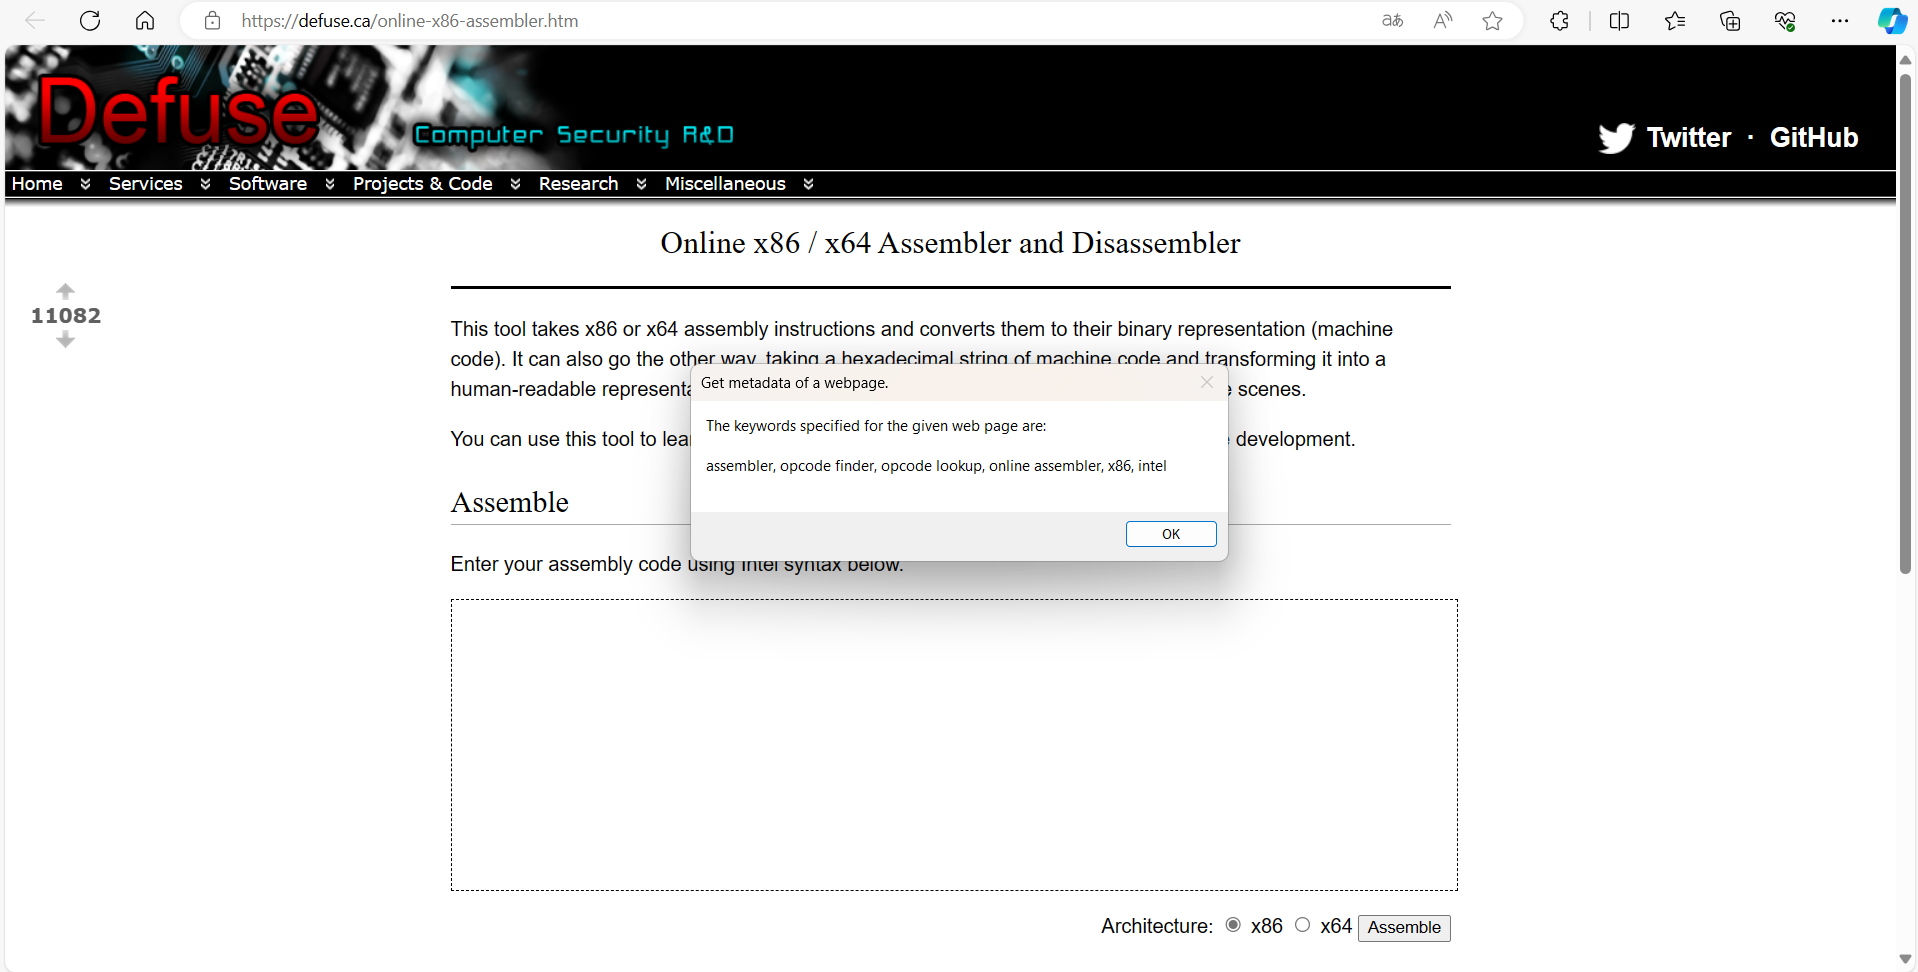 https://defuse.ca/online-x86-assembler.htm
Defuse
Computer Security R&D
Twitter · GitHub
Home Services Software Projects & Code Research Miscellaneous
Online x86 / x64 Assembler and Disassembler
11082
This tool takes x86 or x64 assembly instructions and converts them to their binary representation (machine
code). It can also go the other way, taking a hexadecimal string of machine code and transforming it into a
human-readable scenes.
You can use this tool to development.
Get metadata of a webpage.
The keywords specified for the given web page are:
assembler, opcode finder, opcode lookup, online assembler, x86, intel
OK
Assemble
Enter your assembly code using Intel syntax below.
Architecture: x86 x64 Assemble